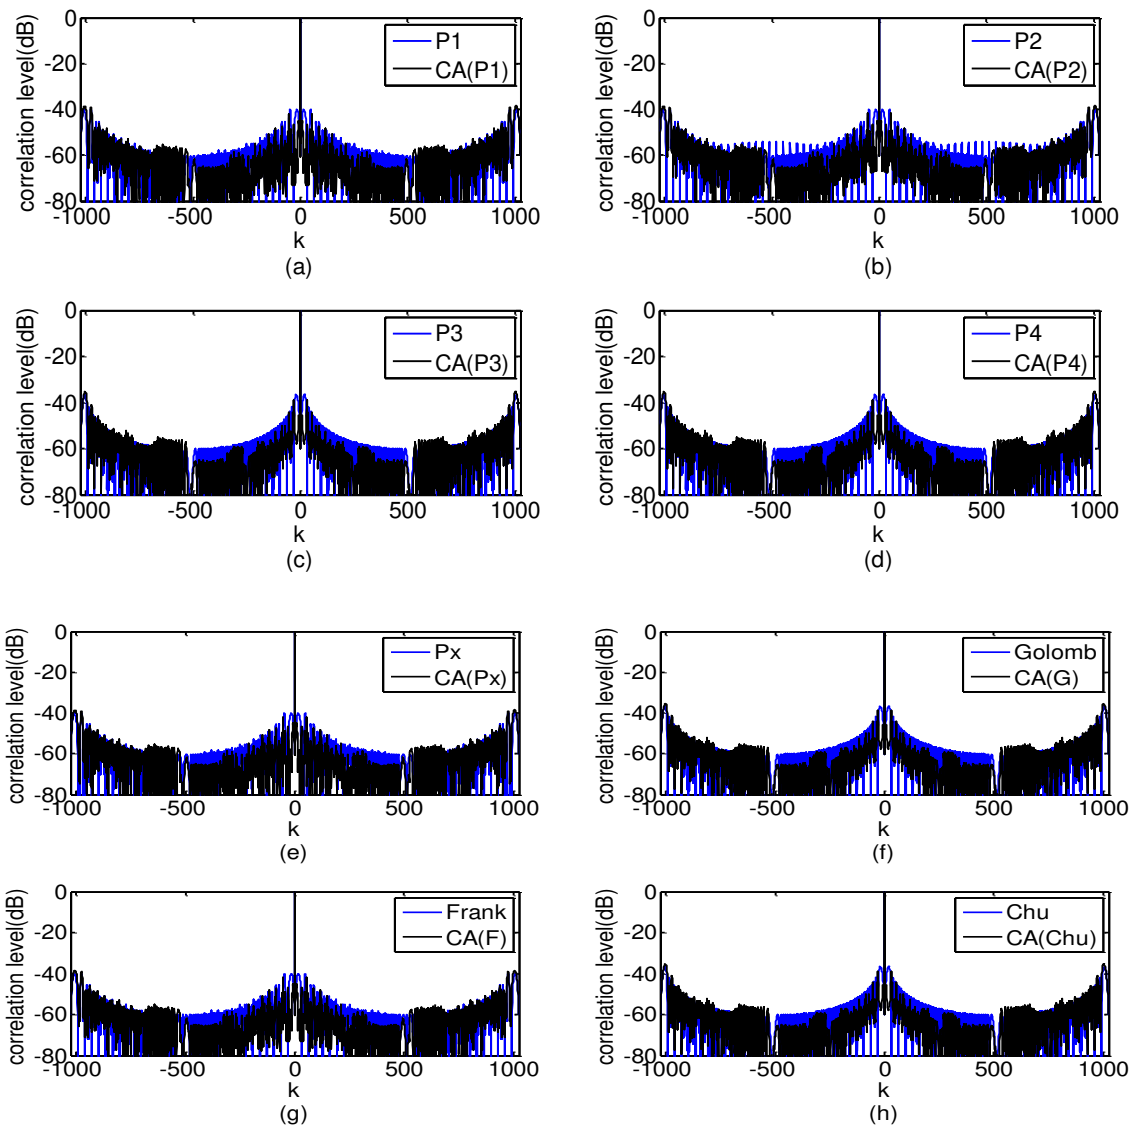 correlation level(dB)
0
-20
-40
-60
-80
-1000
-500
0
500
1000
k
P1
CA(P1)
(a)
correlation level(dB)
0
-20
-40
-60
-80
-1000
-500
0
500
1000
k
P2
CA(P2)
(b)
correlation level(dB)
0
-20
-40
-60
-80
-1000
-500
0
500
1000
k
P3
CA(P3)
(c)
correlation level(dB)
0
-20
-40
-60
-80
-1000
-500
0
500
1000
k
P4
CA(P4)
(d)
correlation level(dB)
0
-20
-40
-60
-80
-1000
-500
0
500
1000
k
Px
CA(Px)
(e)
correlation level(dB)
0
-20
-40
-60
-80
-1000
-500
0
500
1000
k
Golomb
CA(G)
(f)
correlation level(dB)
0
-20
-40
-60
-80
-1000
-500
0
500
1000
k
Frank
CA(F)
(g)
correlation level(dB)
0
-20
-40
-60
-80
-1000
-500
0
500
1000
k
Chu
CA(Chu)
(h)